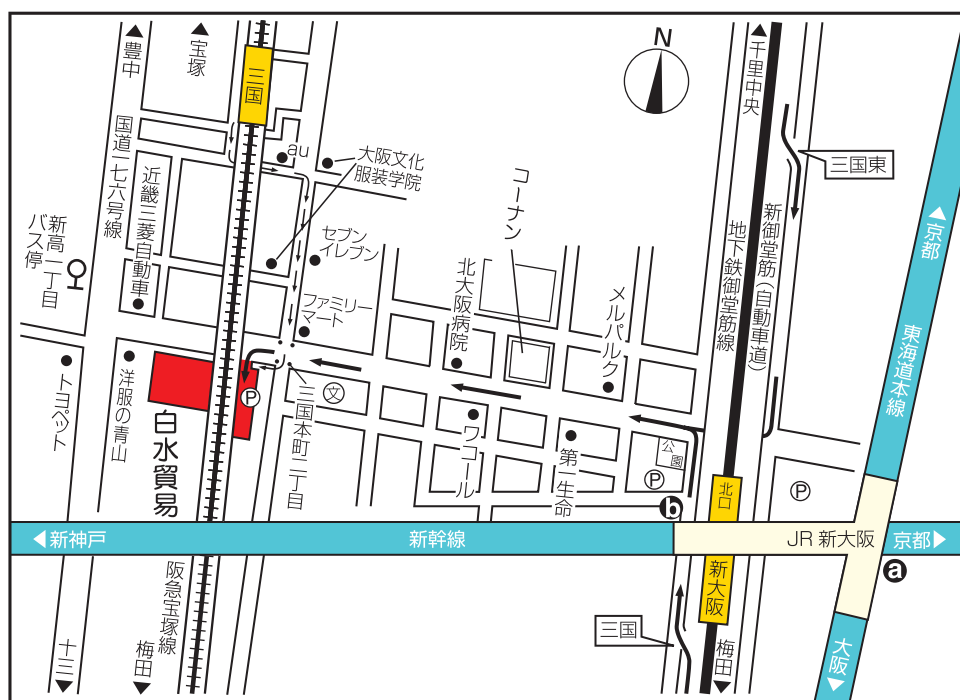 豊中
宝塚
三国
N
千里中央
国道一七六号線
近畿三菱自動車
au
大阪文化
服装学院
三国東
新高一丁目
バス停
セブン
イレブン
コーナン
新御堂筋(自動車道)
地下鉄御堂筋線
京都
東海道本線
ファミリー
マート
北大阪病院
メルパルク
トヨペット
洋服の青山
白水貿易
P
文
三国本町二丁目
ワコール
第一生命
公園
P
P
北口
b
新神戸
新幹線
JR 新大阪
京都
a
阪急宝塚線
新大阪
三国
十三
梅田
梅田
大阪